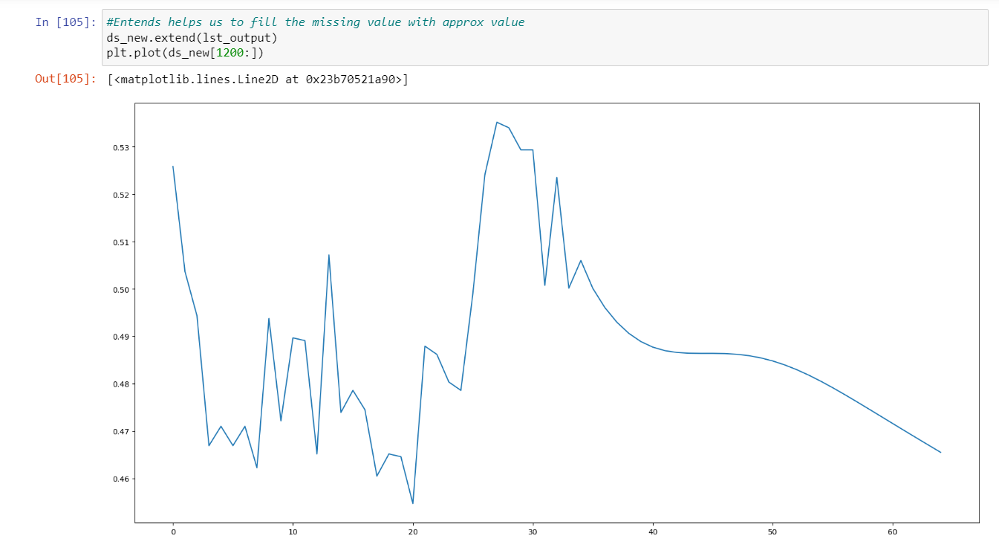 In [105]: #Entends helps us to fill the missing value with approx value
ds_new.extend(lst_output)
plt.plot(ds_new[1200:])
Out[105]: [<matplotlib.lines.Line2D at 0x23b70521a90>]
0.53
0.52
0.51
0.50
0.49
0.48
0.47
0.46
0 10 20 30 40 50 60